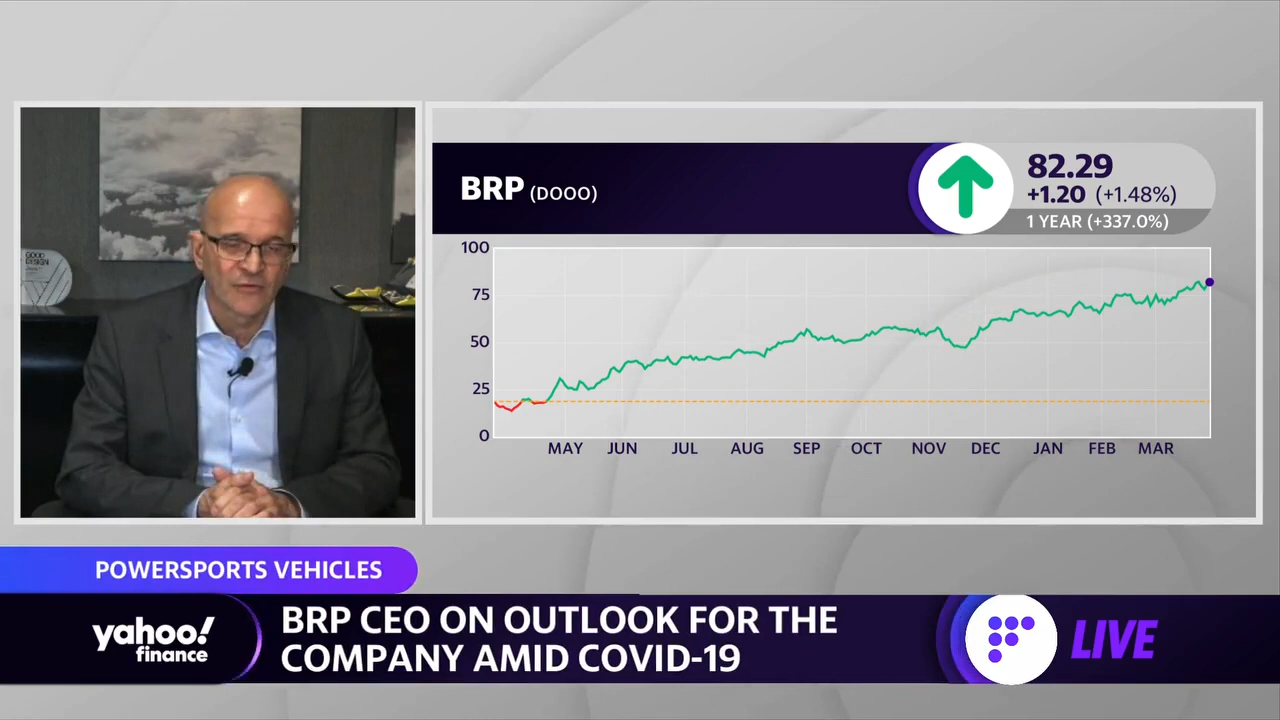 GOOD
DESIGN
BRP (DOOO)
82.29
+1.20 (+1.48%)
1 YEAR (+337.0%)
100
75
50
25
0
MAY JUN JUL AUG SEP OCT NOV DEC JAN FEB MAR
POWERSPORTS VEHICLES
yahoo!
finance
BRP CEO ON OUTLOOK FOR THE
COMPANY AMID COVID-19
LIVE